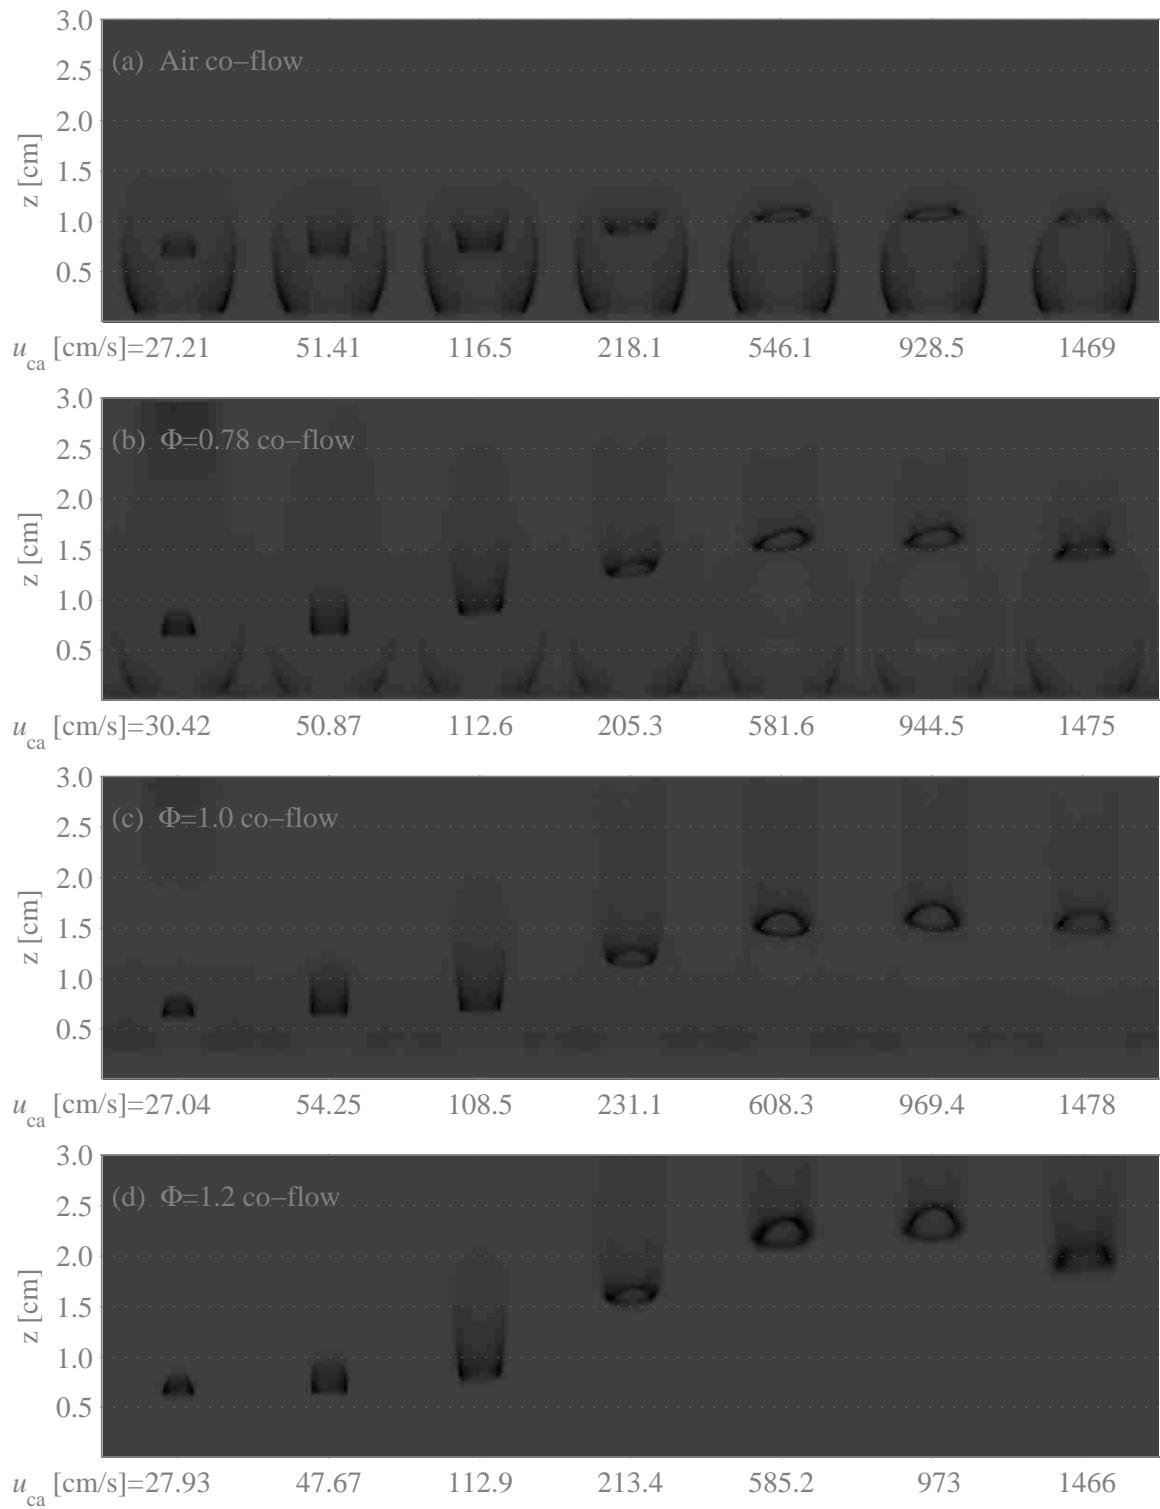 3.0
(a) Air co−flow
2.5
2.0
z [cm]
1.5
1.0
0.5
u_ca [cm/s]=27.21 51.41 116.5 218.1 546.1 928.5 1469
3.0
(b) Φ=0.78 co−flow
2.5
2.0
z [cm]
1.5
1.0
0.5
u_ca [cm/s]=30.42 50.87 112.6 205.3 581.6 944.5 1475
3.0
(c) Φ=1.0 co−flow
2.5
2.0
z [cm]
1.5
1.0
0.5
u_ca [cm/s]=27.04 54.25 108.5 231.1 608.3 969.4 1478
3.0
(d) Φ=1.2 co−flow
2.5
2.0
z [cm]
1.5
1.0
0.5
u_ca [cm/s]=27.93 47.67 112.9 213.4 585.2 973 1466